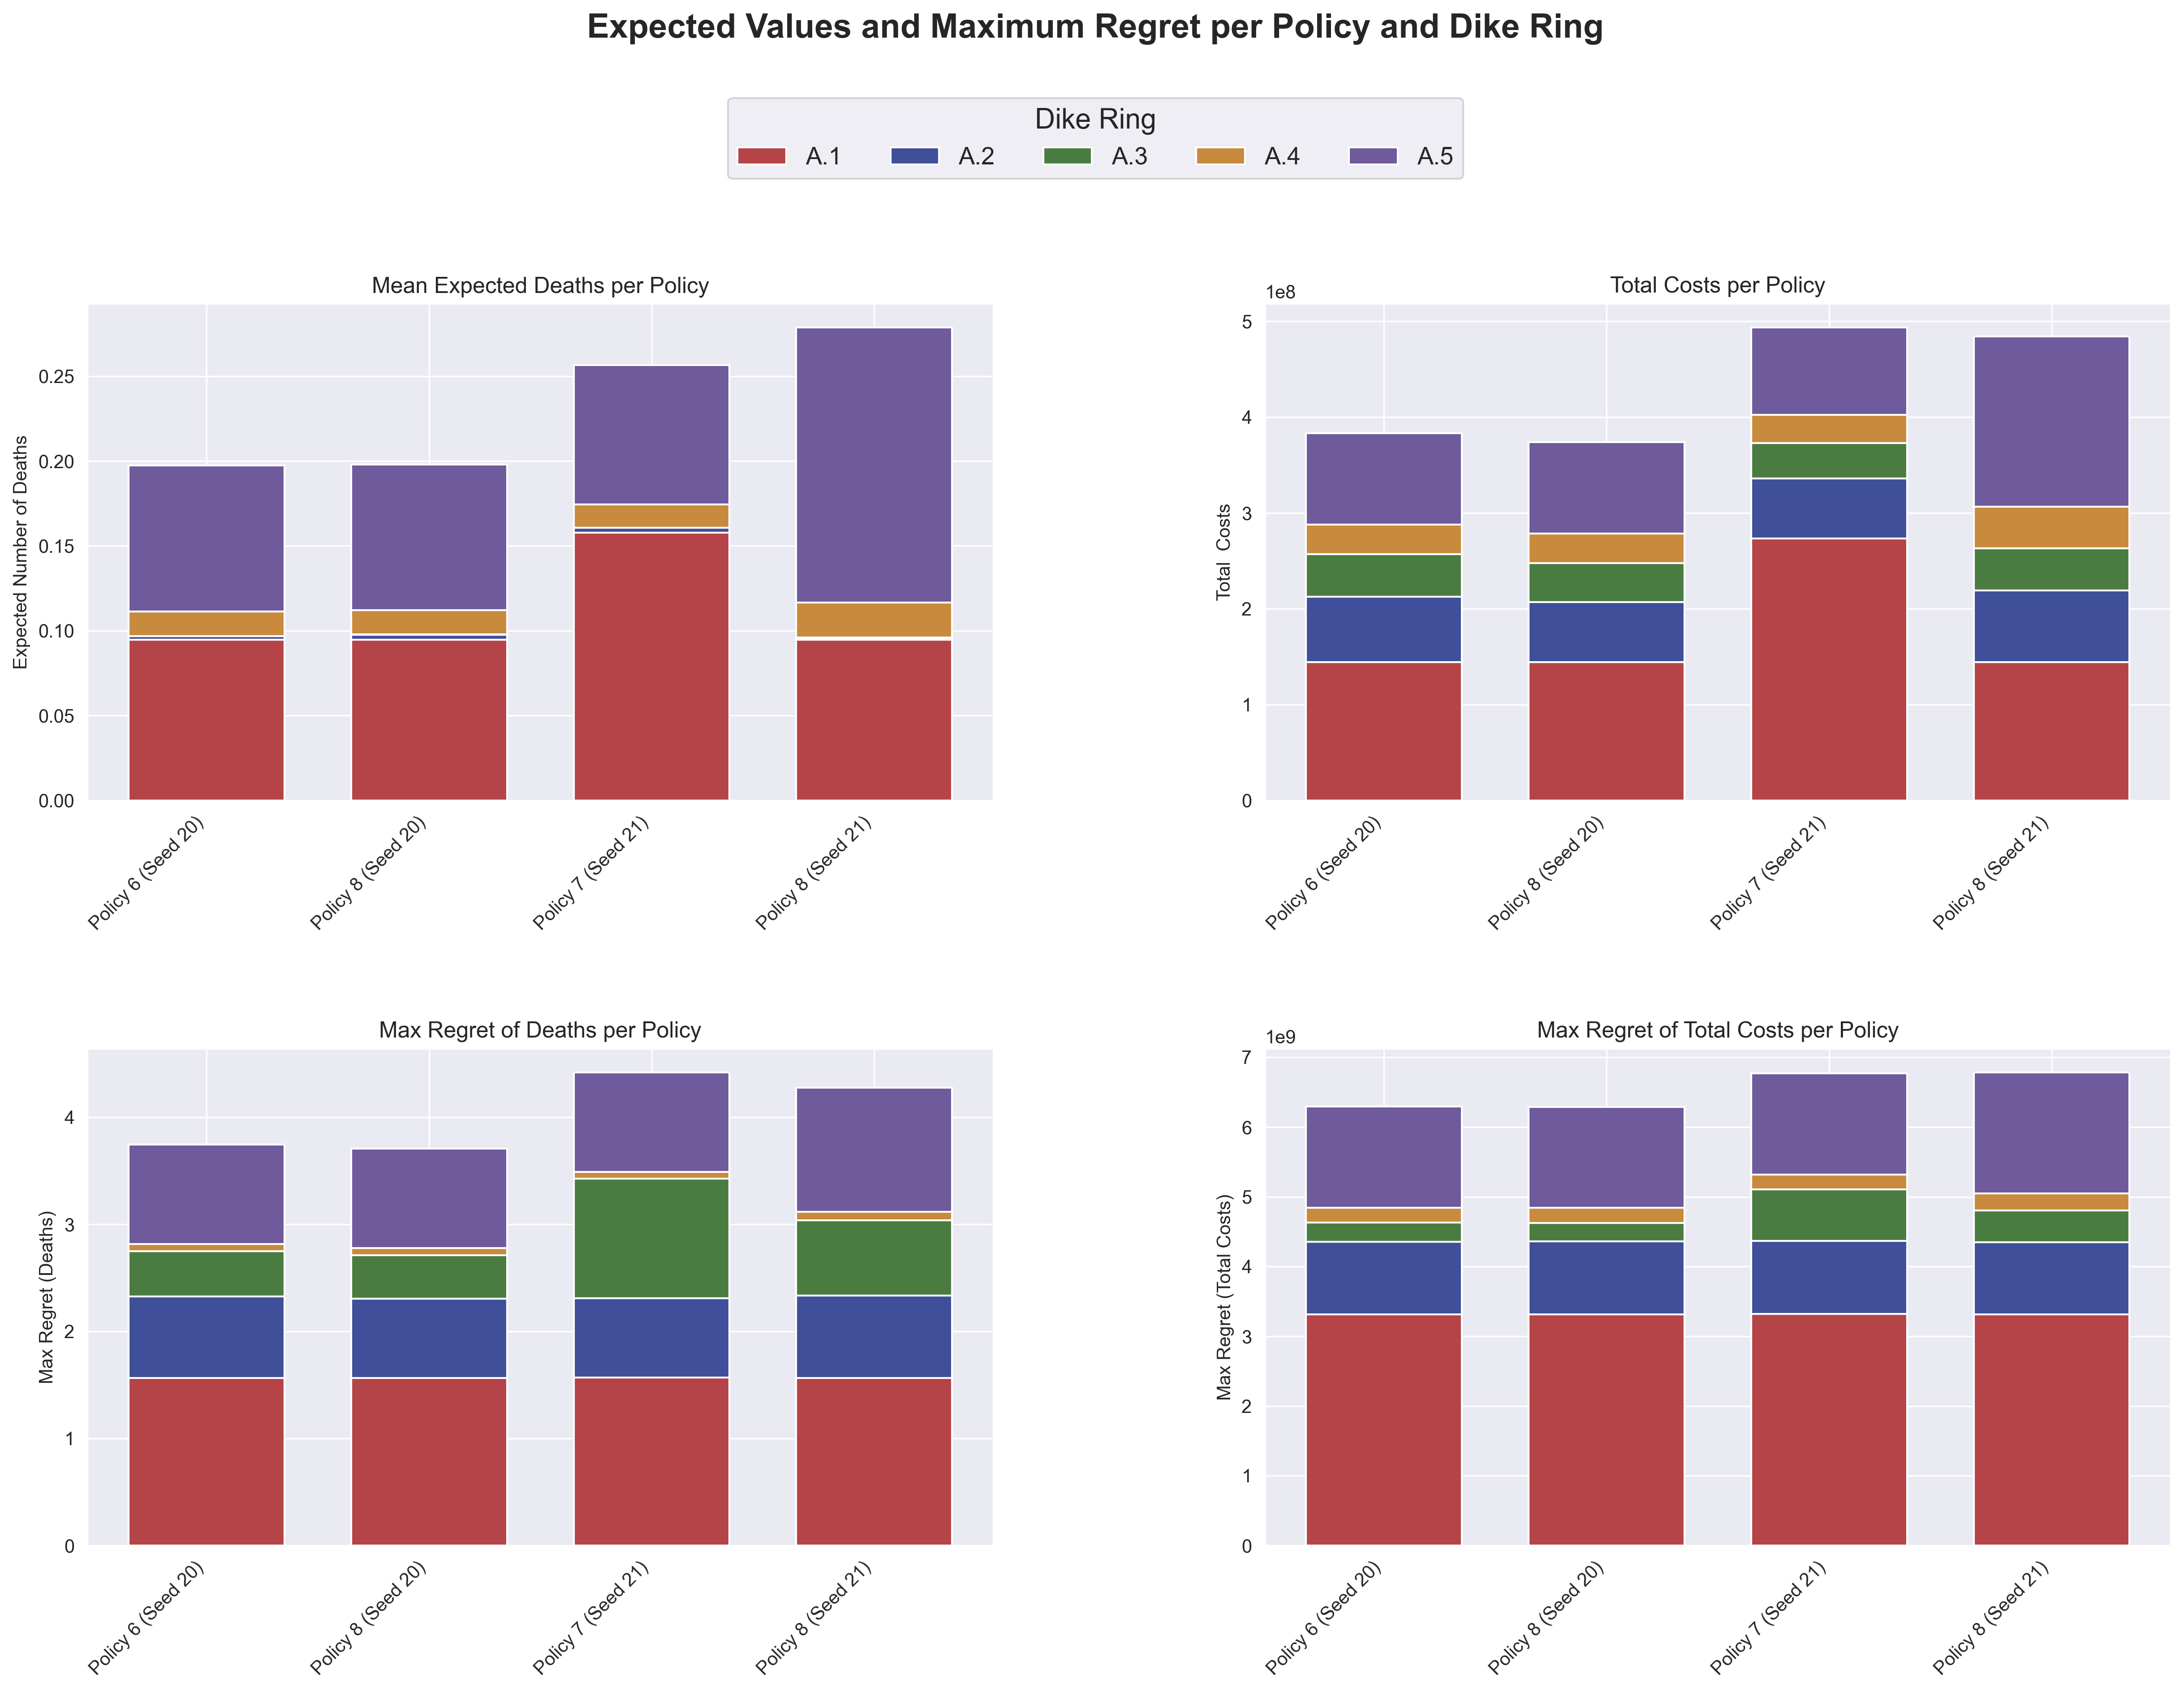 Expected Values and Maximum Regret per Policy and Dike Ring
Dike Ring
A.1 A.2 A.3 A.4 A.5
Mean Expected Deaths per Policy
Expected Number of Deaths
0.25
0.20
0.15
0.10
0.05
0.00
Policy 6 (Seed 20)
Policy 8 (Seed 20)
Policy 7 (Seed 21)
Policy 8 (Seed 21)
Total Costs per Policy
1e8
Total Costs
5
4
3
2
1
0
Policy 6 (Seed 20)
Policy 8 (Seed 20)
Policy 7 (Seed 21)
Policy 8 (Seed 21)
Max Regret of Deaths per Policy
Max Regret (Deaths)
4
3
2
1
0
Policy 6 (Seed 20)
Policy 8 (Seed 20)
Policy 7 (Seed 21)
Policy 8 (Seed 21)
Max Regret of Total Costs per Policy
1e9
Max Regret (Total Costs)
7
6
5
4
3
2
1
0
Policy 6 (Seed 20)
Policy 8 (Seed 20)
Policy 7 (Seed 21)
Policy 8 (Seed 21)